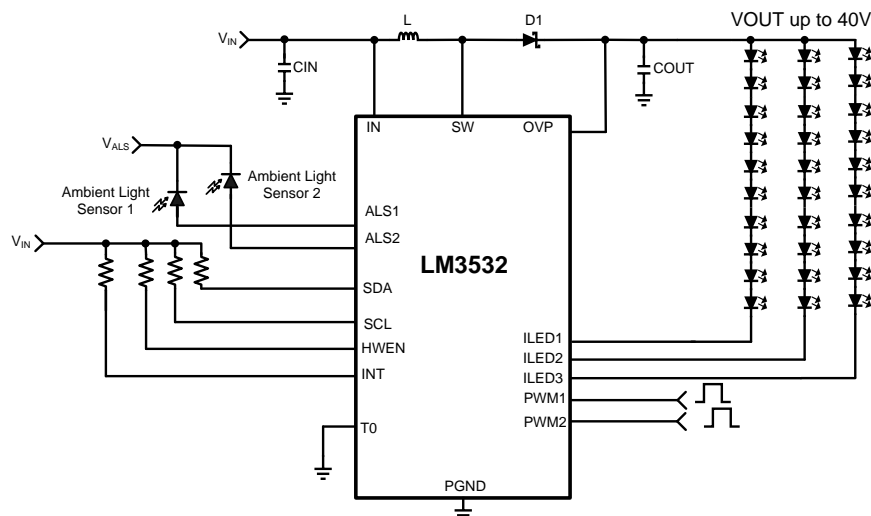 L
D1
VOUT up to 40V
VIN
CIN
COUT
IN
SW
OVP
VALS
Ambient Light
Sensor 1
Ambient Light
Sensor 2
ALS1
ALS2
VIN
LM3532
SDA
SCL
HWEN
INT
ILED1
ILED2
ILED3
PWM1
PWM2
T0
PGND